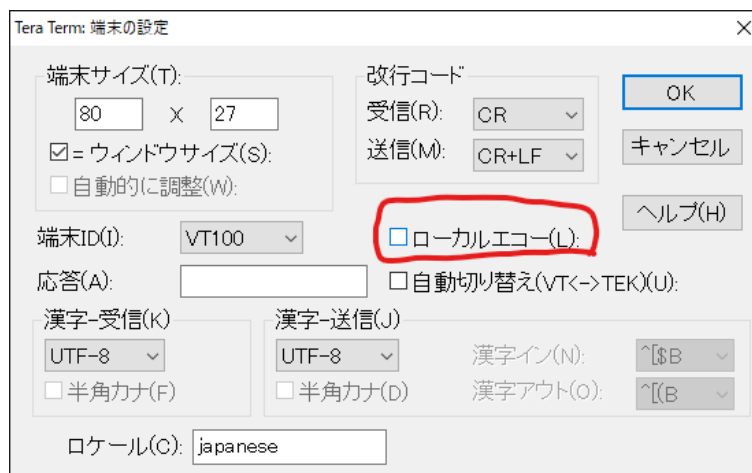 Tera Term: 端末の設定
端末サイズ(T):
80 X 27
☑= ウィンドウサイズ(S):
□自動的に調整(W):
改行コード
受信(R): CR
送信(M): CR+LF
OK
キャンセル
ヘルプ(H)
端末ID(I): VT100
□ローカルエコー(L):
応答(A):
□自動切り替え(VT<->TEK)(U):
漢字-受信(K)
UTF-8
□半角カナ(F)
漢字-送信(J)
UTF-8
□半角カナ(D)
漢字イン(N): ^[$B
漢字アウト(O): ^[(B
ロケール(C): japanese